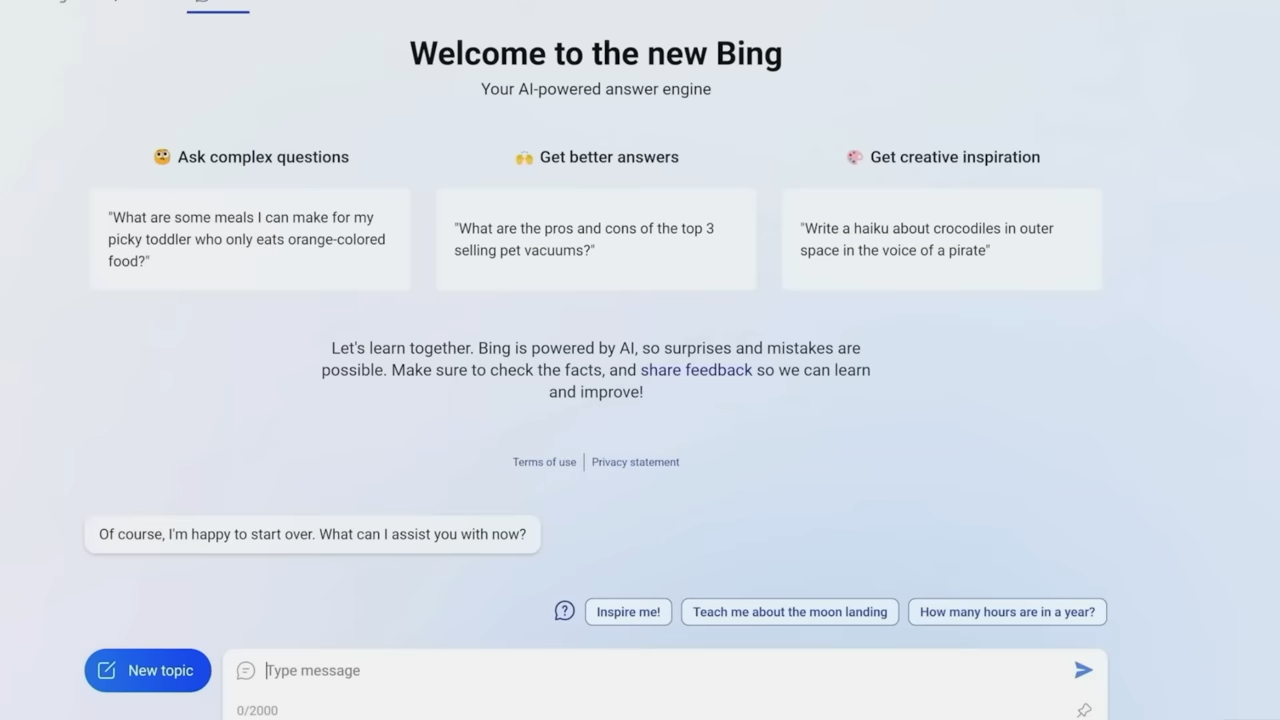 Welcome to the new Bing
Your AI-powered answer engine
Ask complex questions
Get better answers
Get creative inspiration
"What are some meals I can make for my
picky toddler who only eats orange-colored
food?"
"What are the pros and cons of the top 3
selling pet vacuums?"
"Write a haiku about crocodiles in outer
space in the voice of a pirate"
Let's learn together. Bing is powered by AI, so surprises and mistakes are
possible. Make sure to check the facts, and share feedback so we can learn
and improve!
Terms of use | Privacy statement
Of course, I'm happy to start over. What can I assist you with now?
Inspire me!
Teach me about the moon landing
How many hours are in a year?
New topic
Type message
0/2000